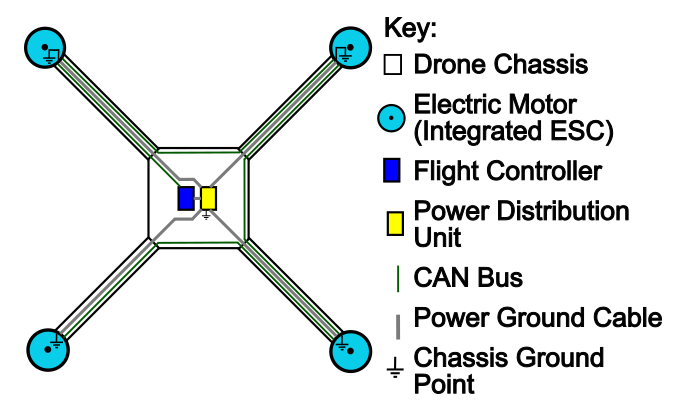 Key:
Drone Chassis
Electric Motor
(Integrated ESC)
Flight Controller
Power Distribution
Unit
CAN Bus
Power Ground Cable
Chassis Ground
Point